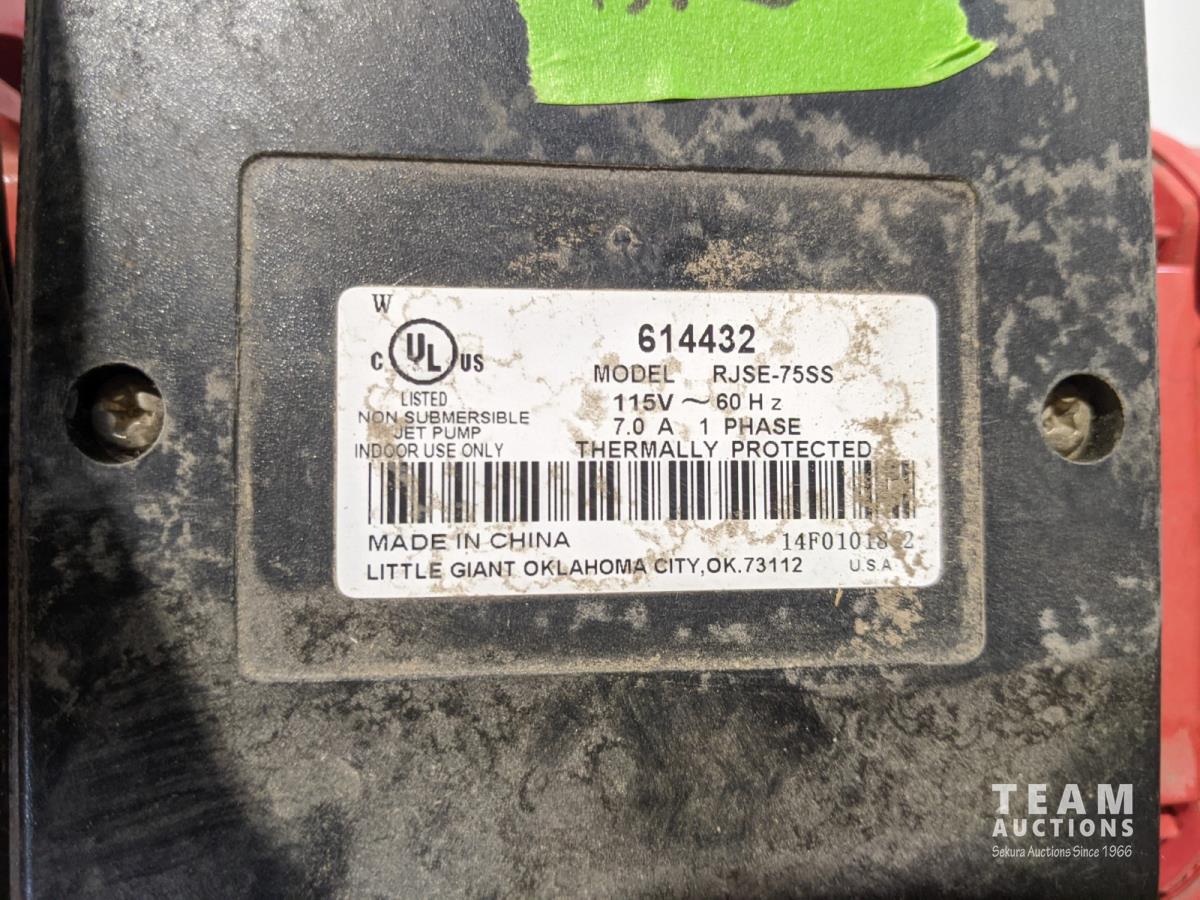 W
C UL US
LISTED
NON SUBMERSIBLE
JET PUMP
INDOOR USE ONLY
614432
MODEL RJSE-75SS
115V ~ 60 Hz
7.0 A 1 PHASE
THERMALLY PROTECTED
MADE IN CHINA
LITTLE GIANT OKLAHOMA CITY, OK. 73112 U.S.A
TEAM
AUCTIONS
Sekura Auctions Since 1966